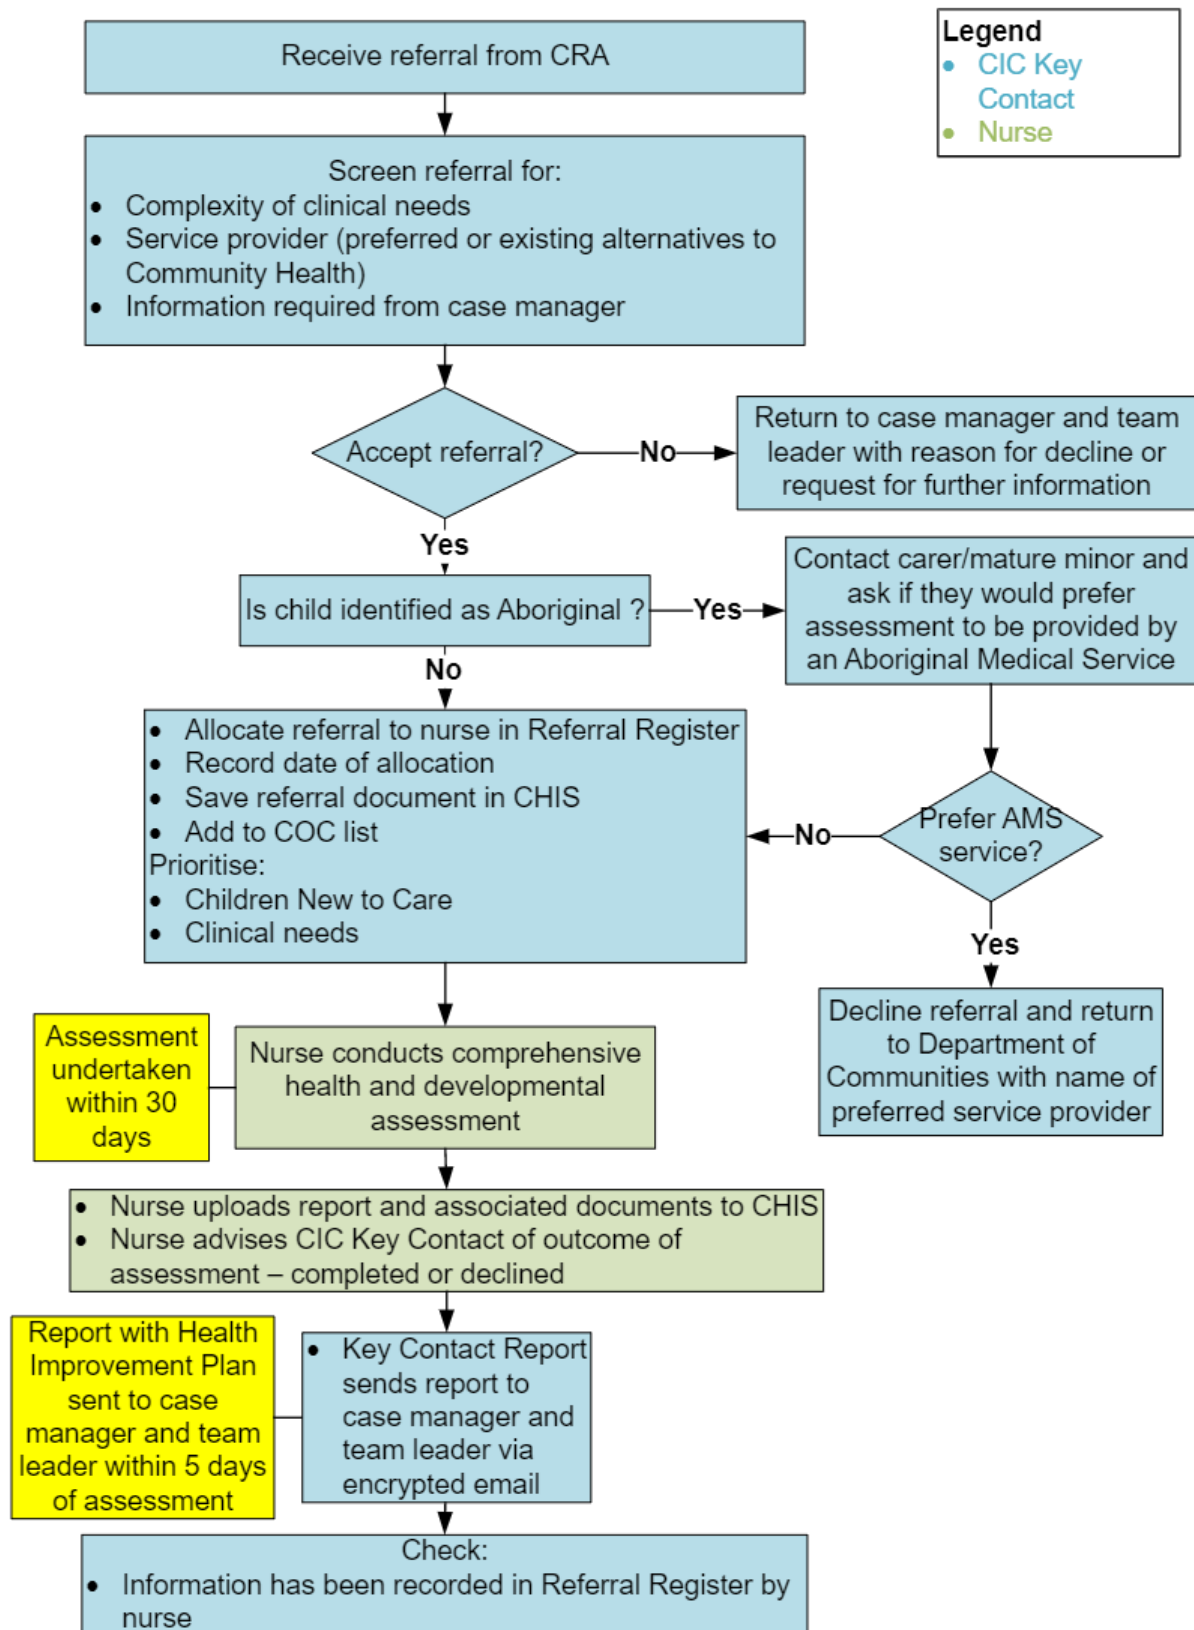 Receive referral from CRA
Legend
• CIC Key
Contact
• Nurse
Screen referral for:
• Complexity of clinical needs
• Service provider (preferred or existing alternatives to
Community Health)
• Information required from case manager
Accept referral?
No
Return to case manager and team
leader with reason for decline or
request for further information
Yes
Is child identified as Aboriginal ?
Yes
Contact carer/mature minor and
ask if they would prefer
assessment to be provided by
an Aboriginal Medical Service
No
• Allocate referral to nurse in Referral Register
• Record date of allocation
• Save referral document in CHIS
• Add to COC list
Prioritise:
• Children New to Care
• Clinical needs
Prefer AMS
service?
No
Yes
Decline referral and return
to Department of
Communities with name of
preferred service provider
Assessment
undertaken
within 30
days
Nurse conducts comprehensive
health and developmental
assessment
• Nurse uploads report and associated documents to CHIS
• Nurse advises CIC Key Contact of outcome of
assessment – completed or declined
Report with Health
Improvement Plan
sent to case
manager and team
leader within 5 days
of assessment
• Key Contact Report
sends report to
case manager and
team leader via
encrypted email
Check:
• Information has been recorded in Referral Register by
nurse